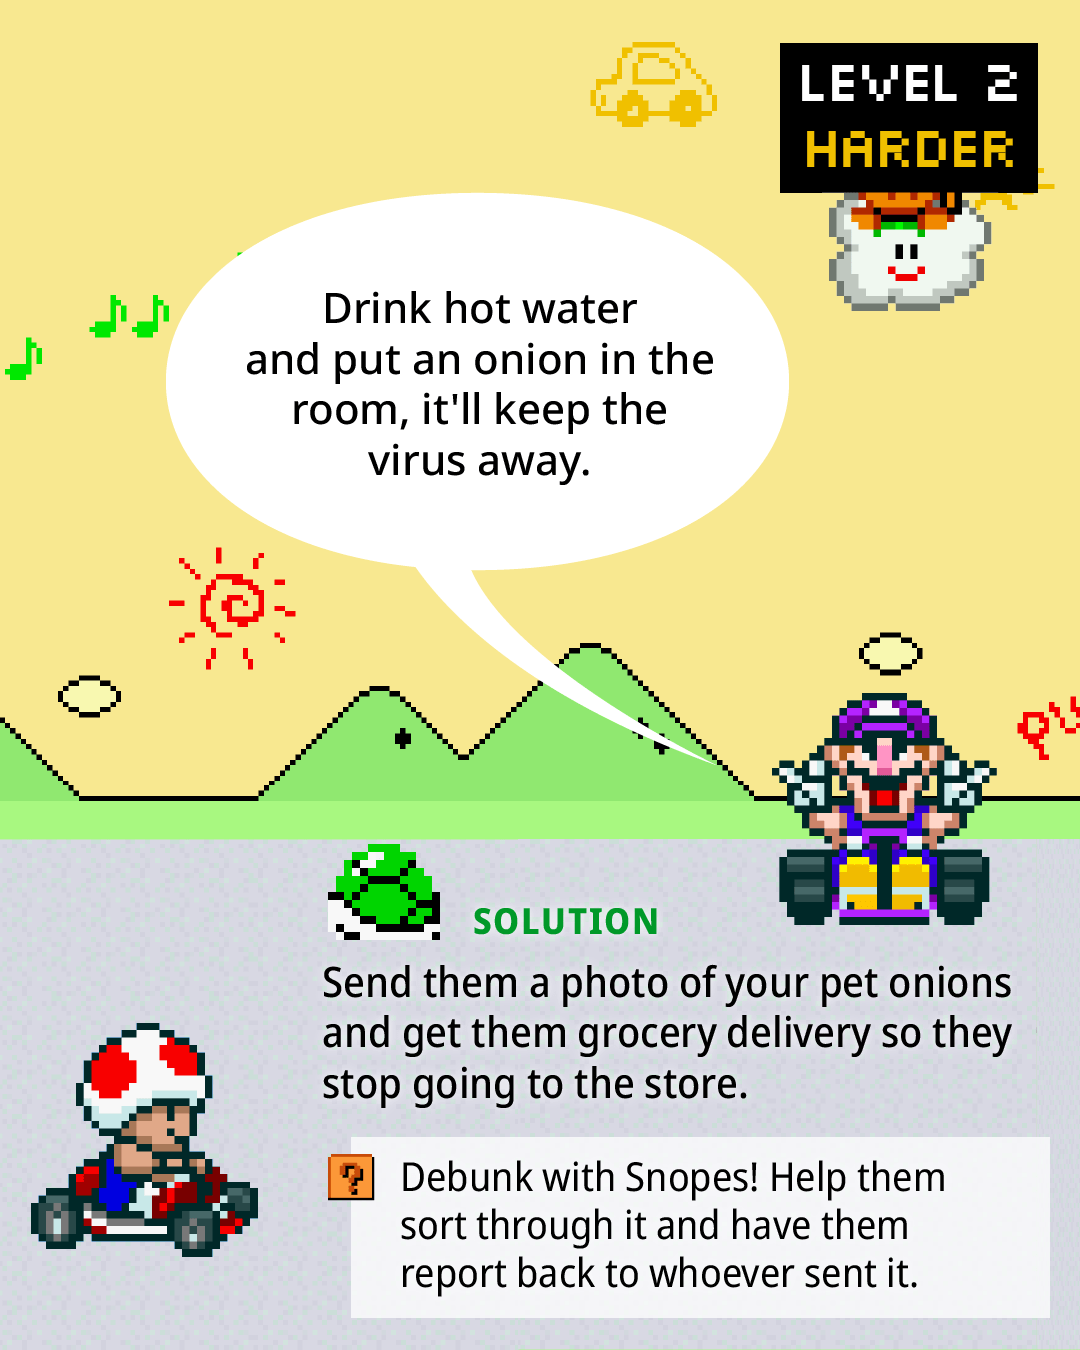 LEVEL 2
HARDER
Drink hot water
and put an onion in the
room, it'll keep the
virus away.
SOLUTION
Send them a photo of your pet onions
and get them grocery delivery so they
stop going to the store.
?
Debunk with Snopes! Help them
sort through it and have them
report back to whoever sent it.